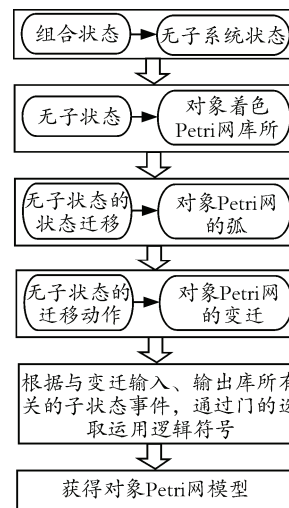 组合状态
无子系统状态
无子状态
对象着色
Petri网库所
无子状态的
状态迁移
对象Petri网
的弧
无子状态的
迁移动作
对象Petri网
的变迁
根据与变迁输入、输出库所有
关的子状态事件，通过门的选
取运用逻辑符号
获得对象Petri网模型